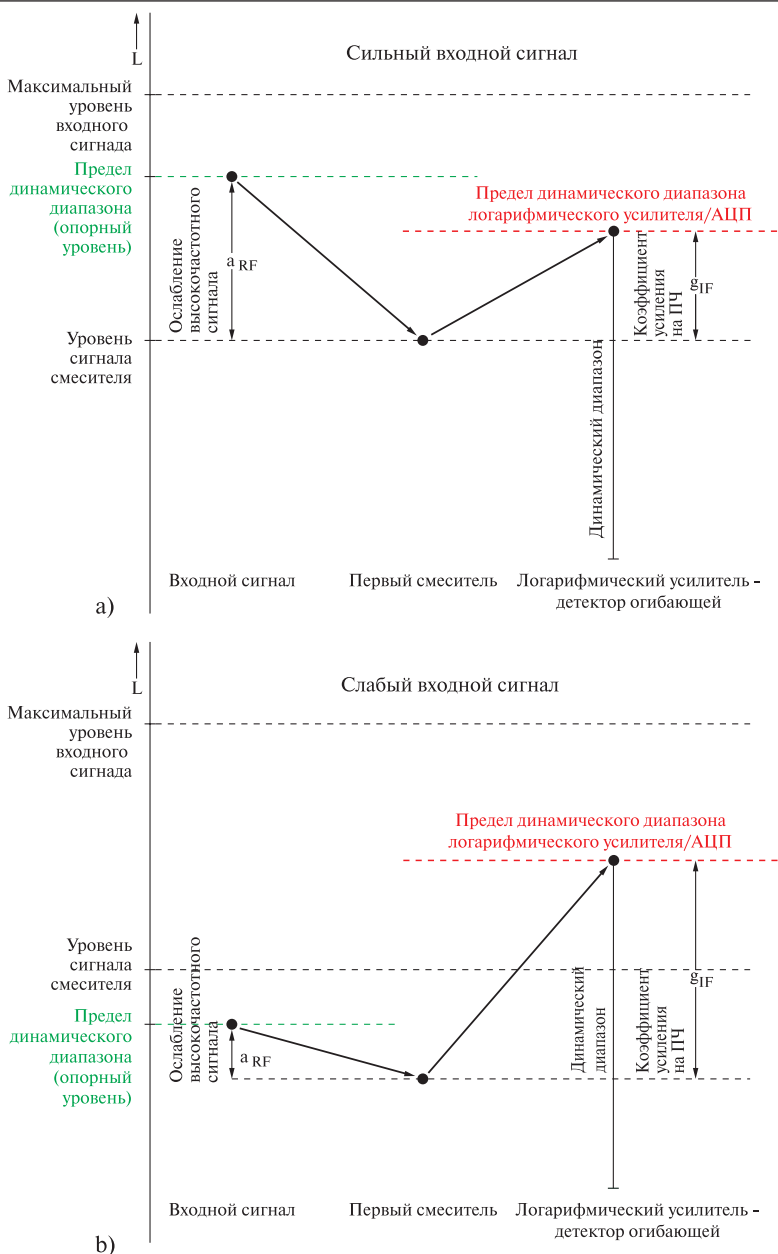 L
Сильный входной сигнал
Максимальный
уровень
входного
сигнада
Предел
динамического
диапазона
(опорный
уровень)
Ослабление
высокочастотного
сигнала
a RF
Предел динамического диапазона
логарифмического усилителя/АЦП
Коэффициент
усиления
на ПЧ
gIF
Уровень
сигнала
смесителя
Динамический диапазон
Входной сигнал
Первый смеситель
Логарифмический усилитель -
детектор огибающей
a)
L
Слабый входной сигнал
Максимальный
уровень
входного
сигнада
Предел динамического диапазона
логарифмического усилителя/АЦП
Уровень
сигнала
смесителя
Предел
динамического
диапазона
(опорный
уровень)
Ослабление
высокочастотного
сигнала
a RF
Динамический
диапазон
Коэффициент
усиления
на ПЧ
gIF
Входной сигнал
Первый смеситель
Логарифмический усилитель -
детектор огибающей
b)